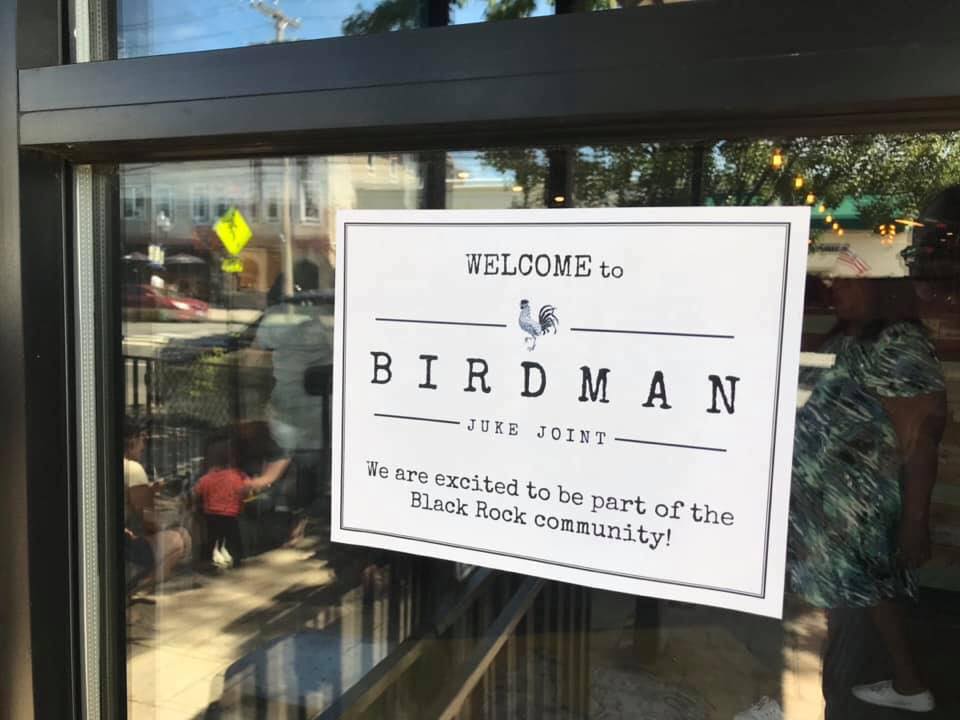 WELCOME to
BIRDMAN
JUKE JOINT
We are excited to be part of the
Black Rock community!